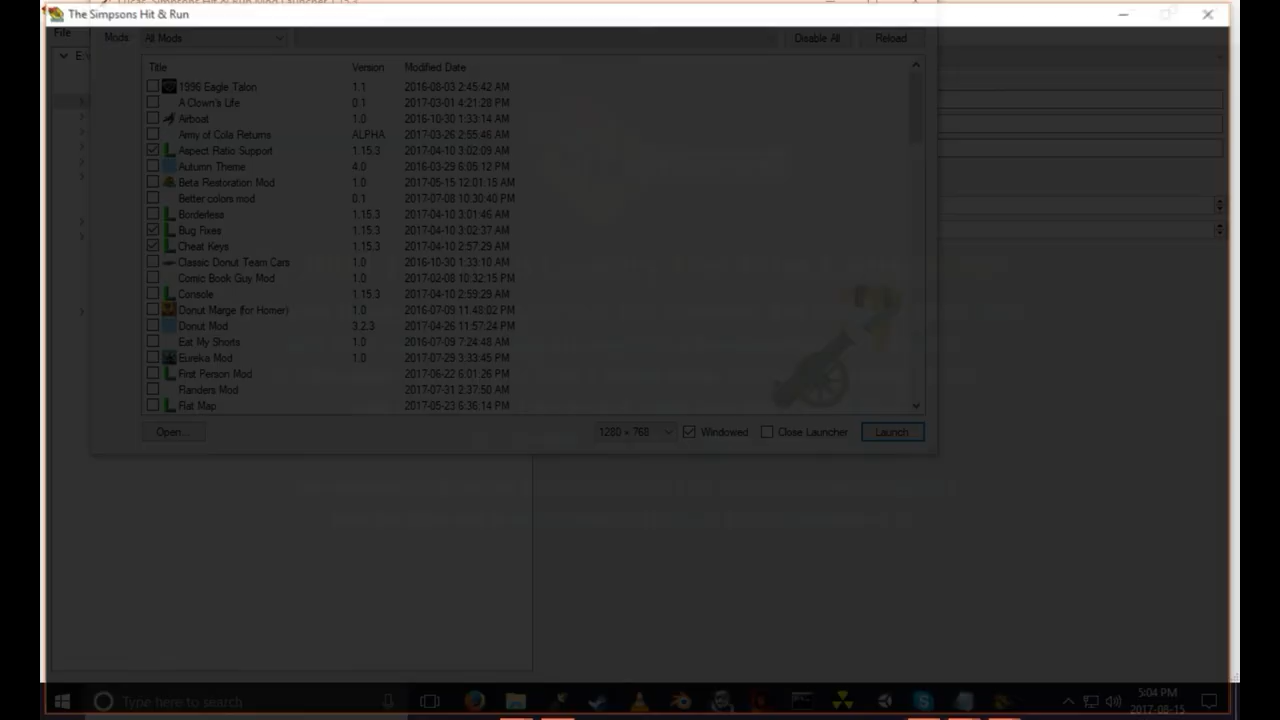 The Simpsons Hit & Run
File
Mods: All Mods Disable All Reload
E:\
Title Version Modified Date
1996 Eagle Talon 1.1 2016-08-03 2:45:42 AM
A Clown's Life 0.1 2017-03-01 4:21:28 PM
Airboat 1.0 2016-10-30 1:33:14 AM
Army of Cola Returns ALPHA 2017-03-26 2:55:46 AM
Aspect Ratio Support 1.15.3 2017-04-10 3:02:09 AM
Autumn Theme 4.0 2016-03-29 6:05:12 PM
Beta Restoration Mod 1.0 2017-05-15 12:01:15 AM
Better colors mod 0.1 2017-07-08 10:30:40 PM
Borderless 1.15.3 2017-04-10 3:01:46 AM
Bug Fixes 1.15.3 2017-04-10 3:02:37 AM
Cheat Keys 1.15.3 2017-04-10 2:57:29 AM
Classic Donut Team Cars 1.0 2016-10-30 1:33:10 AM
Comic Book Guy Mod 1.0 2017-02-08 10:32:15 PM
Console 1.15.3 2017-04-10 2:59:29 AM
Donut Marge (for Homer) 1.0 2016-07-09 11:48:02 PM
Donut Mod 3.2.3 2017-04-26 11:57:24 PM
Eat My Shorts 1.0 2016-07-09 7:24:48 AM
Eureka Mod 1.0 2017-07-29 3:33:45 PM
First Person Mod 2017-06-22 6:01:26 PM
Flanders Mod 2017-07-31 2:37:50 AM
Flat Map 2017-05-23 6:36:14 PM
Open... 1280 × 768 Windowed Close Launcher Launch
Type here to search
5:04 PM
2017-08-15